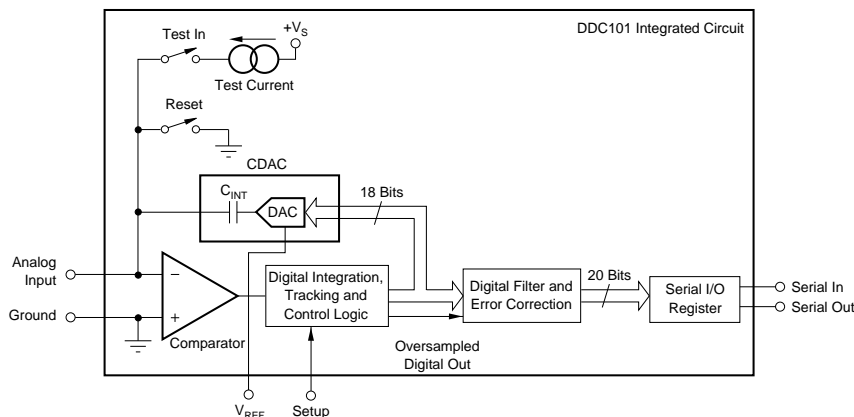 DDC101 Integrated Circuit
Test In
+VS
Test Current
Reset
CDAC
CINT
DAC
18 Bits
Analog
Input
−
+
Ground
Comparator
Digital Integration,
Tracking and
Control Logic
Digital Filter and
Error Correction
20 Bits
Serial I/O
Register
Serial In
Serial Out
Oversampled
Digital Out
VREF
Setup